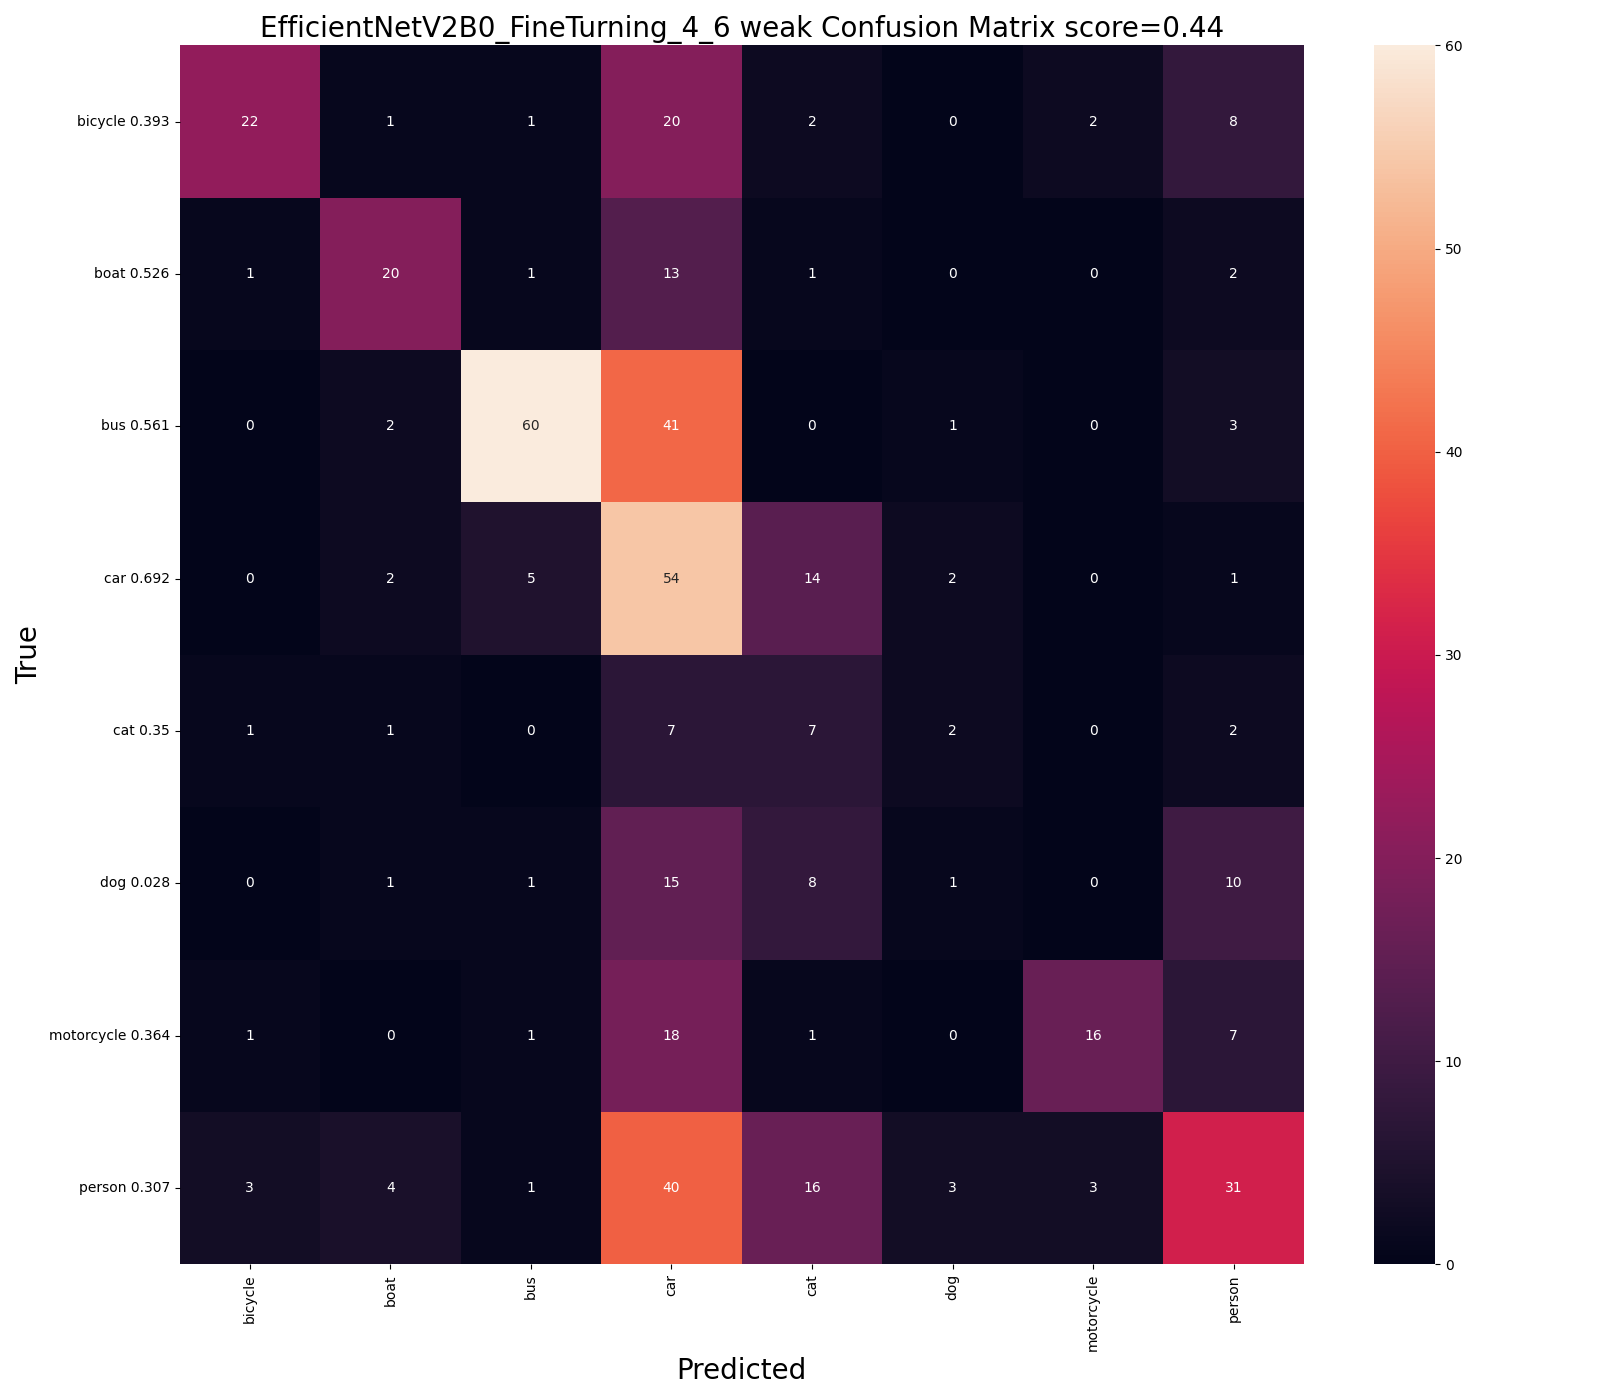 EfficientNetV2B0_FineTurning_4_6 weak Confusion Matrix score=0.44
bicycle 0.393 22 1 1 20 2 0 2 8
boat 0.526 1 20 1 13 1 0 0 2
bus 0.561 0 2 60 41 0 1 0 3
car 0.692 0 2 5 54 14 2 0 1
cat 0.35 1 1 0 7 7 2 0 2
dog 0.028 0 1 1 15 8 1 0 10
motorcycle 0.364 1 0 1 18 1 0 16 7
person 0.307 3 4 1 40 16 3 3 31
bicycle boat bus car cat dog motorcycle person
True
Predicted
60
50
40
30
20
10
0